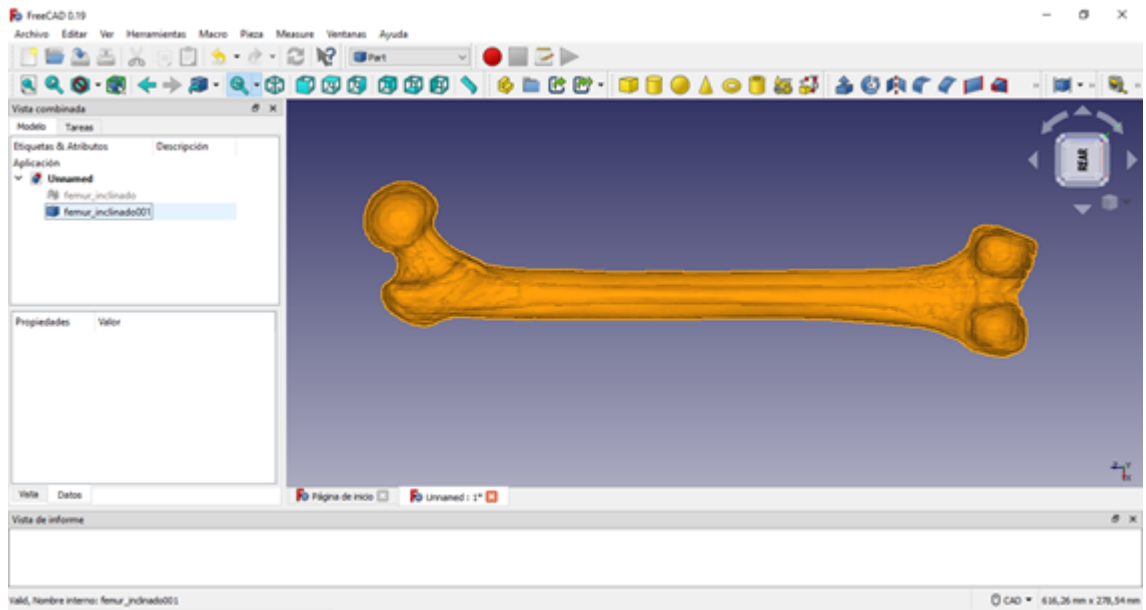 FreeCAD 0.19
Archivo Editar Ver Herramientas Macro Pieza Measure Ventanas Ayuda
Part
Vista combinada
Modelo Tareas
Etiquetas & Atributos Descripción
Aplicación
Unnamed
femur_inclinado
femur_inclinado001
REAR
Propiedades Valor
Vista Datos
Página de inicio Unnamed : 1*
Vista de informe
Valid, Nombre interno: femur_inclinado001
CAD 616,26 mm x 278,54 mm